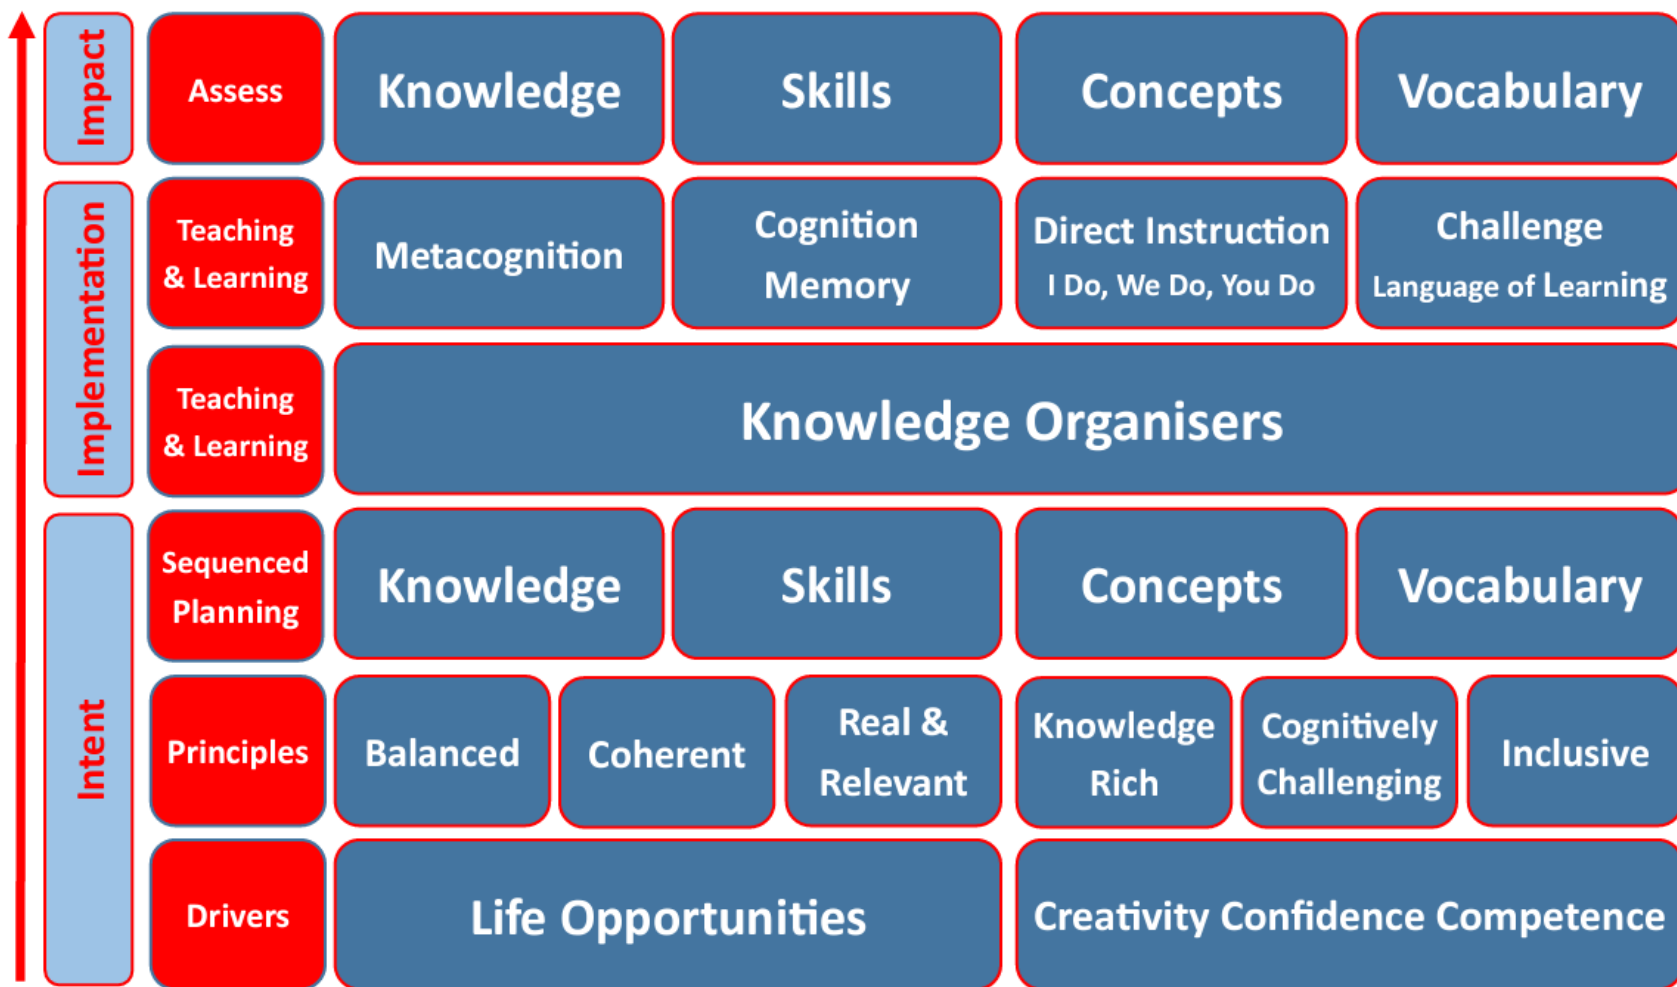 Impact
Assess
Knowledge
Skills
Concepts
Vocabulary
Implementation
Teaching
& Learning
Metacognition
Cognition
Memory
Direct Instruction
I Do, We Do, You Do
Challenge
Language of Learning
Teaching
& Learning
Knowledge Organisers
Intent
Sequenced
Planning
Knowledge
Skills
Concepts
Vocabulary
Principles
Balanced
Coherent
Real &
Relevant
Knowledge
Rich
Cognitively
Challenging
Inclusive
Drivers
Life Opportunities
Creativity Confidence Competence